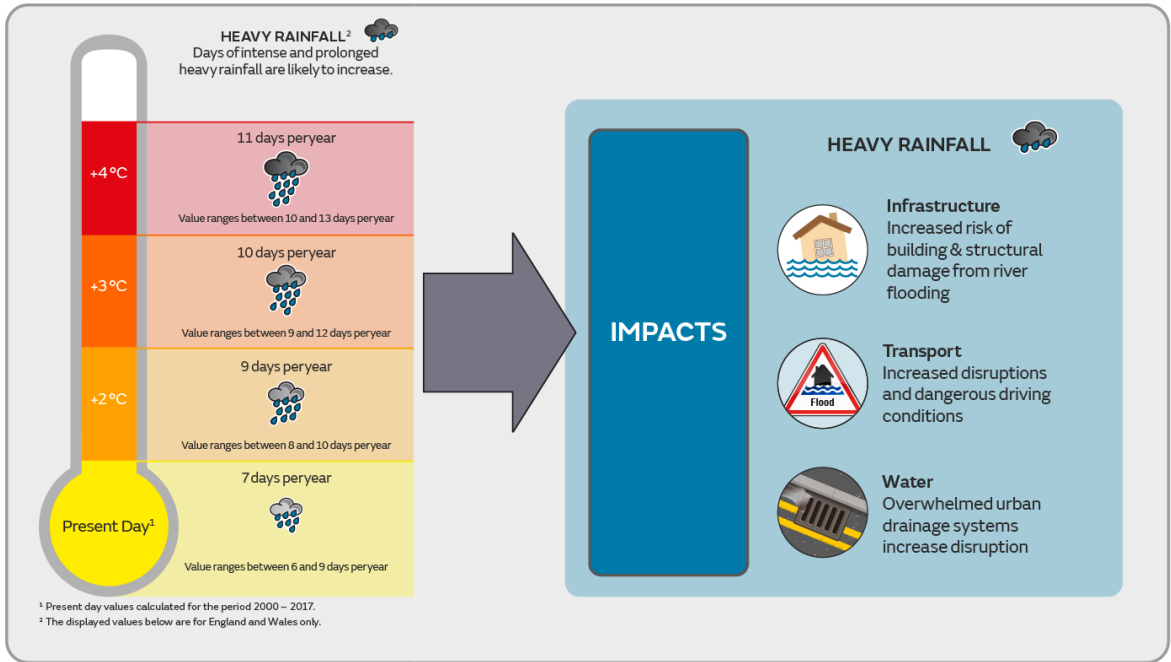 HEAVY RAINFALL²
Days of intense and prolonged
heavy rainfall are likely to increase.
+4 °C
11 days peryear
Value ranges between 10 and 13 days peryear
+3 °C
10 days peryear
Value ranges between 9 and 12 days peryear
+2 °C
9 days peryear
Value ranges between 8 and 10 days peryear
Present Day¹
7 days peryear
Value ranges between 6 and 9 days peryear
¹ Present day values calculated for the period 2000 – 2017.
² The displayed values below are for England and Wales only.
IMPACTS
HEAVY RAINFALL
Infrastructure
Increased risk of
building & structural
damage from river
flooding
Flood
Transport
Increased disruptions
and dangerous driving
conditions
Water
Overwhelmed urban
drainage systems
increase disruption